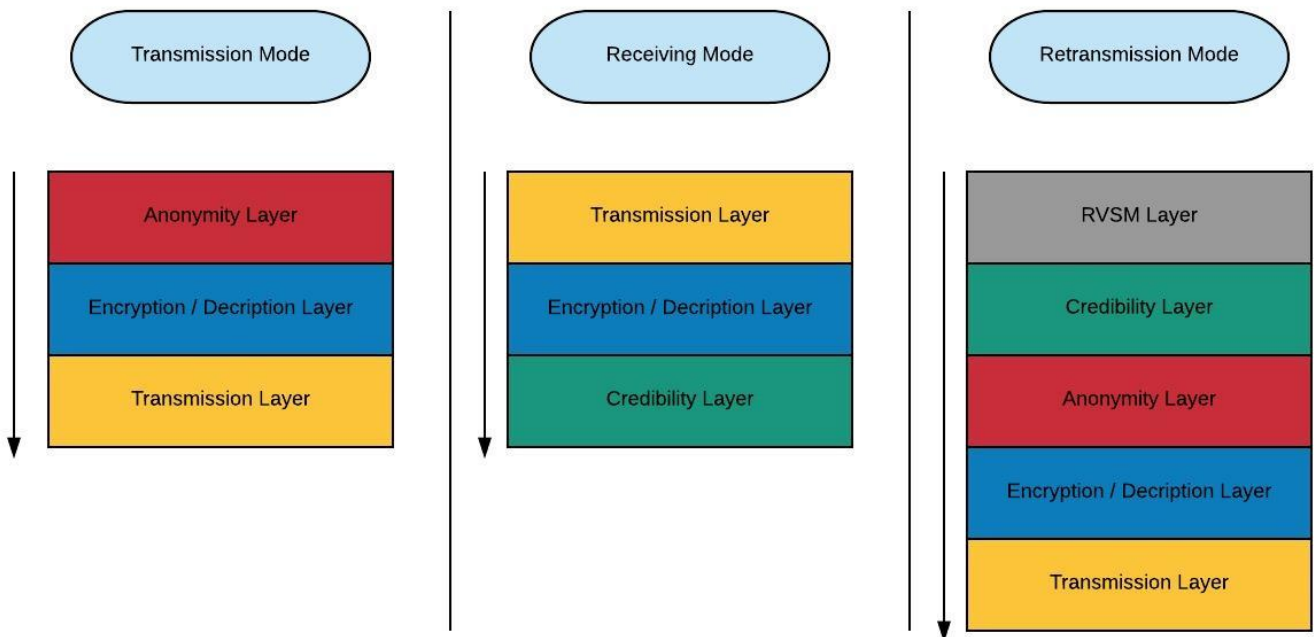 Transmission Mode
Anonymity Layer
Encryption / Decription Layer
Transmission Layer
Receiving Mode
Transmission Layer
Encryption / Decription Layer
Credibility Layer
Retransmission Mode
RVSM Layer
Credibility Layer
Anonymity Layer
Encryption / Decription Layer
Transmission Layer